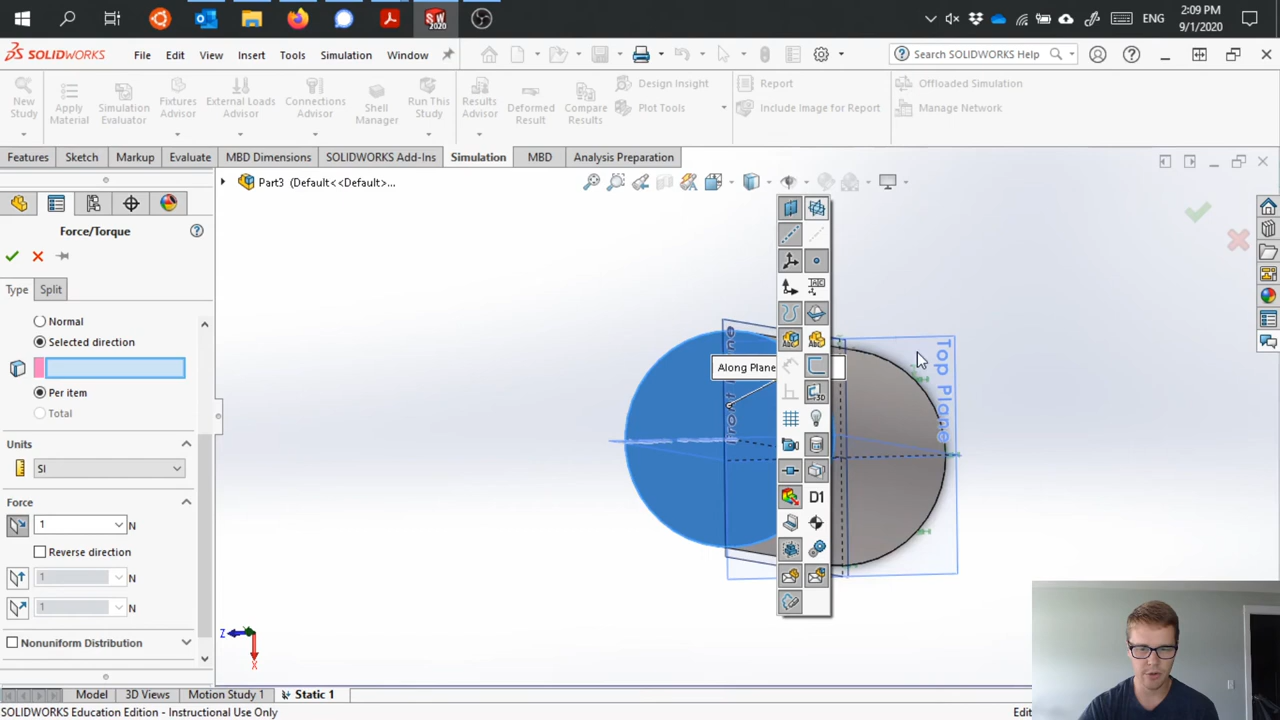 2:09 PM
ENG
9/1/2020
SOLIDWORKS
File
Edit
View
Insert
Tools
Simulation
Window
Search SOLIDWORKS Help
New Study
Apply Material
Simulation Evaluator
Fixtures Advisor
External Loads Advisor
Connections Advisor
Shell Manager
Run This Study
Results Advisor
Deformed Result
Compare Results
Design Insight
Plot Tools
Report
Include Image for Report
Offloaded Simulation
Manage Network
Features
Sketch
Markup
Evaluate
MBD Dimensions
SOLIDWORKS Add-Ins
Simulation
MBD
Analysis Preparation
Part3 (Default<<Default>...
Force/Torque
Type
Split
Normal
Selected direction
Per item
Total
Units
SI
Force
1 N
Reverse direction
1 N
1 N
Nonuniform Distribution
Along Plane
Top Plane
D1
Z
X
Model
3D Views
Motion Study 1
Static 1
SOLIDWORKS Education Edition - Instructional Use Only